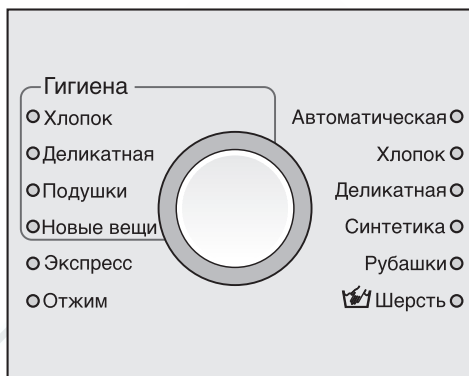 Гигиена
Хлопок
Деликатная
Подушки
Новые вещи
Экспресс
Отжим
Автоматическая
Хлопок
Деликатная
Синтетика
Рубашки
Шерсть